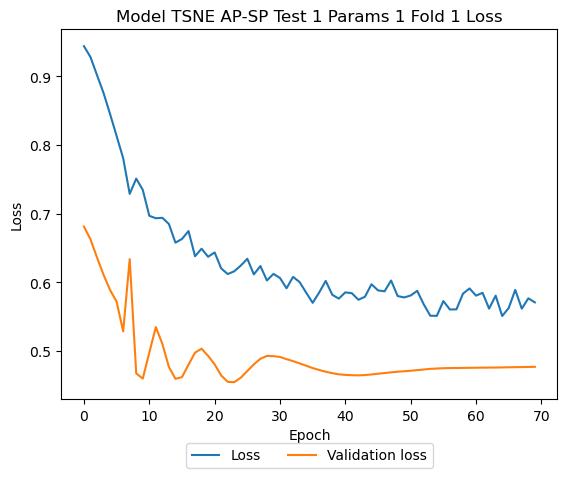 Model TSNE AP-SP Test 1 Params 1 Fold 1 Loss
0.9
0.8
0.7
0.6
0.5
Loss
0 10 20 30 40 50 60 70
Epoch
Loss Validation loss